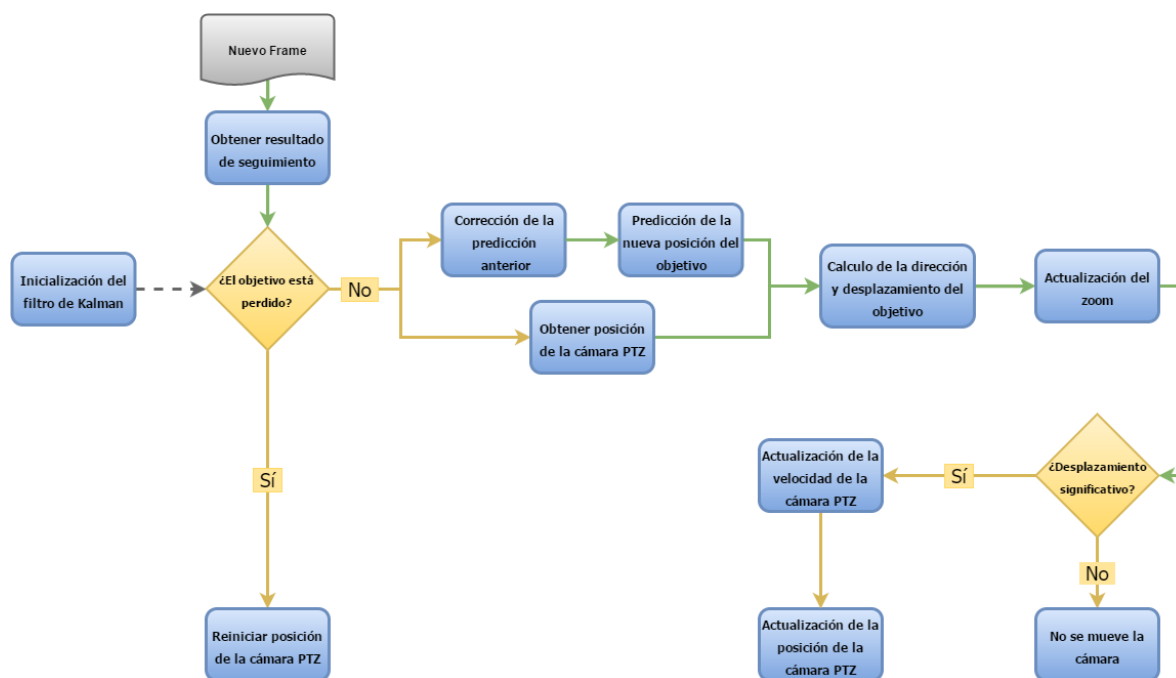 Nuevo Frame
Obtener resultado
de seguimiento
Inicialización del
filtro de Kalman
¿El objetivo está
perdido?
No
Corrección de la
predicción
anterior
Predicción de la
nueva posición del
objetivo
Obtener posición
de la cámara PTZ
Calculo de la dirección
y desplazamiento del
objetivo
Actualización del
zoom
Sí
Reiniciar posición
de la cámara PTZ
¿Desplazamiento
significativo?
Sí
Actualización de la
velocidad de la
cámara PTZ
Actualización de la
posición de la
cámara PTZ
No
No se mueve la
cámara